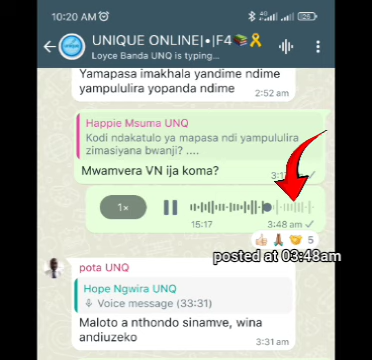 10:20 AM
UNIQUE ONLINE|•|F4
Loyce Banda UNQ is typing...
Yamapasa imakhala yandime ndime
yampululira yopanda ndime
2:52 am
Happie Msuma UNQ
Kodi ndakatulo ya mapasa ndi yampululira
zimasiyana bwanji? ....
Mwamvera VN ija koma?
1×
15:17
3:48 am
5
posted at 03:48am
pota UNQ
Hope Ngwira UNQ
Voice message (33:31)
Maloto a nthondo sinamve, wina
andiuzeko
3:31 am